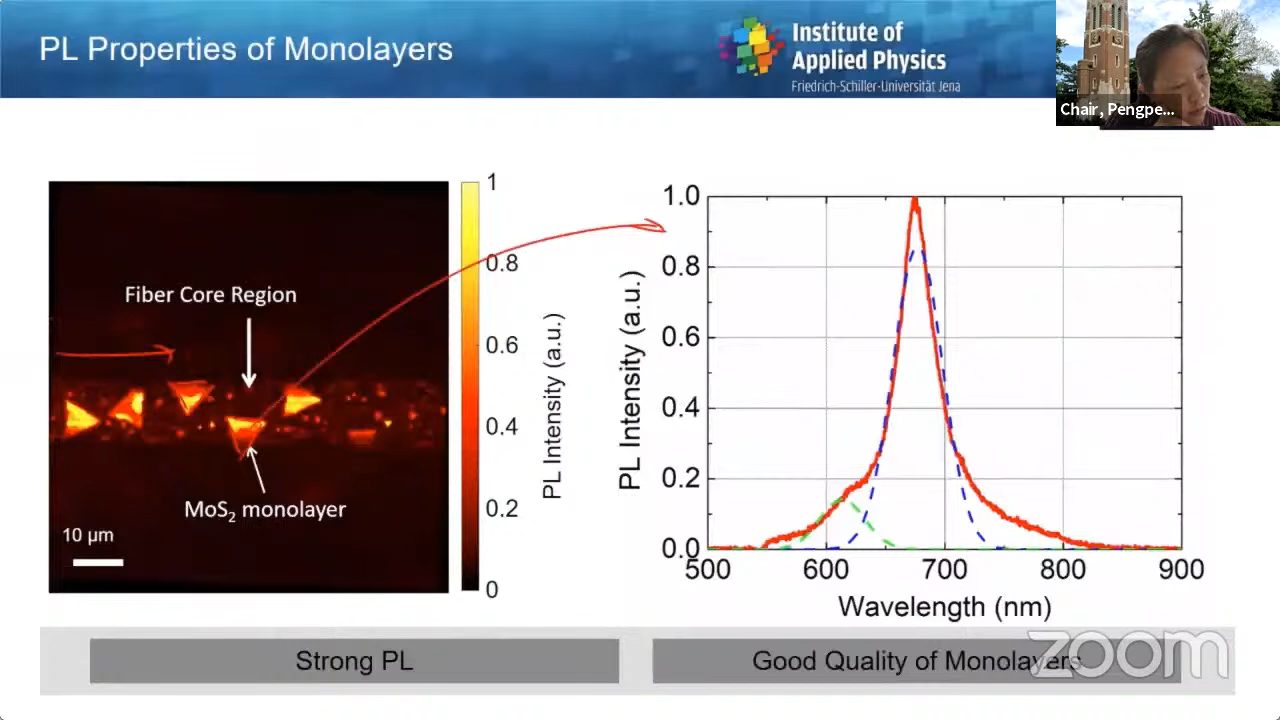 PL Properties of Monolayers
Institute of
Applied Physics
Friedrich-Schiller-Universität Jena
Chair, Pengpe...
Fiber Core Region
MoS₂ monolayer
10 µm
1
0.8
0.6
0.4
0.2
0
PL Intensity (a.u.)
PL Intensity (a.u.)
1.0
0.8
0.6
0.4
0.2
0.0
500 600 700 800 900
Wavelength (nm)
Strong PL
Good Quality of Monolayers
zoom